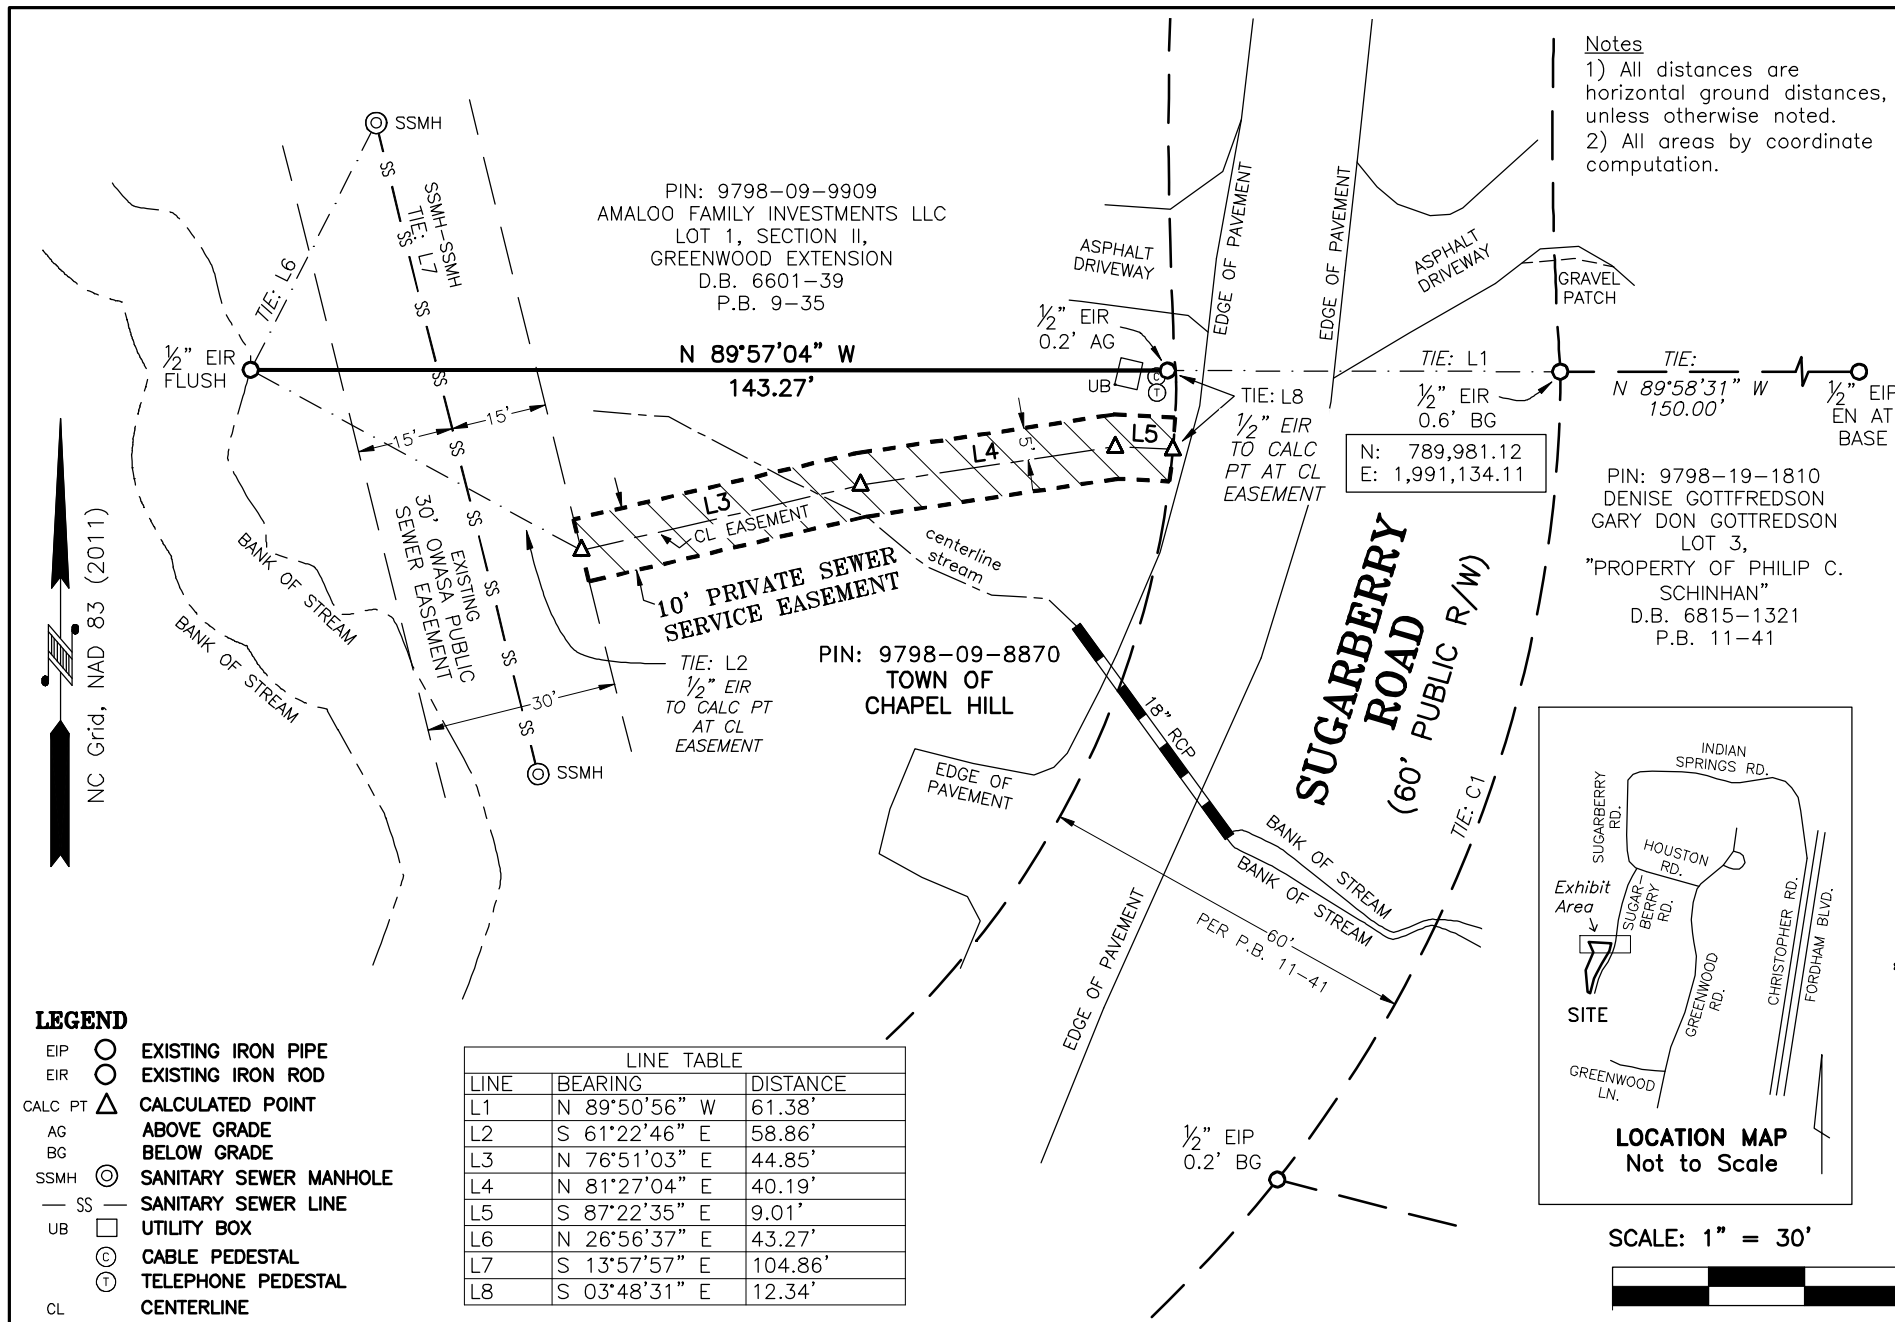 Notes
1) All distances are
horizontal ground distances,
unless otherwise noted.
2) All areas by coordinate
computation.
SSMH
SS
SSMH-SSMH
TIE: L7
SS
TIE: L6
SS
SS
SS
SS
SS
SS
PIN: 9798-09-9909
AMALOO FAMILY INVESTMENTS LLC
LOT 1, SECTION II,
GREENWOOD EXTENSION
D.B. 6601-39
P.B. 9-35
ASPHALT
DRIVEWAY
EDGE OF PAVEMENT
EDGE OF PAVEMENT
ASPHALT
DRIVEWAY
GRAVEL
PATCH
½" EIR
FLUSH
N 89°57'04" W
143.27'
½" EIR
0.2' AG
UB
C
T
TIE: L1
½" EIR
0.6' BG
TIE:
N 89°58'31" W
150.00'
½" EIP
EN AT
BASE
TIE: L8
½" EIR
TO CALC
PT AT CL
EASEMENT
N: 789,981.12
E: 1,991,134.11
15'
15'
5'
L3
L4
L5
CL EASEMENT
10' PRIVATE SEWER
SERVICE EASEMENT
centerline
stream
PIN: 9798-19-1810
DENISE GOTTFREDSON
GARY DON GOTTREDSON
LOT 3,
"PROPERTY OF PHILIP C.
SCHINHAN"
D.B. 6815-1321
P.B. 11-41
NC Grid, NAD 83 (2011)
BANK OF STREAM
BANK OF STREAM
EXISTING
30' OWASA PUBLIC
SEWER EASEMENT
30'
TIE: L2
½" EIR
TO CALC PT
AT CL
EASEMENT
SSMH
PIN: 9798-09-8870
TOWN OF
CHAPEL HILL
18" RCP
SUGARBERRY
ROAD
(60' PUBLIC R/W)
TIE: C1
EDGE OF
PAVEMENT
BANK OF STREAM
BANK OF STREAM
60'
PER P.B. 11-41
EDGE OF PAVEMENT
½" EIP
0.2' BG
INDIAN
SPRINGS RD.
SUGARBERRY
RD.
HOUSTON
RD.
SUGAR-
BERRY
RD.
Exhibit
Area
CHRISTOPHER RD.
FORDHAM BLVD.
GREENWOOD
RD.
SITE
GREENWOOD
LN.
LOCATION MAP
Not to Scale
SCALE: 1" = 30'
LEGEND
EIP EXISTING IRON PIPE
EIR EXISTING IRON ROD
CALC PT CALCULATED POINT
AG ABOVE GRADE
BG BELOW GRADE
SSMH SANITARY SEWER MANHOLE
SS SANITARY SEWER LINE
UB UTILITY BOX
C CABLE PEDESTAL
T TELEPHONE PEDESTAL
CL CENTERLINE
LINE TABLE
LINE BEARING DISTANCE
L1 N 89°50'56" W 61.38'
L2 S 61°22'46" E 58.86'
L3 N 76°51'03" E 44.85'
L4 N 81°27'04" E 40.19'
L5 S 87°22'35" E 9.01'
L6 N 26°56'37" E 43.27'
L7 S 13°57'57" E 104.86'
L8 S 03°48'31" E 12.34'